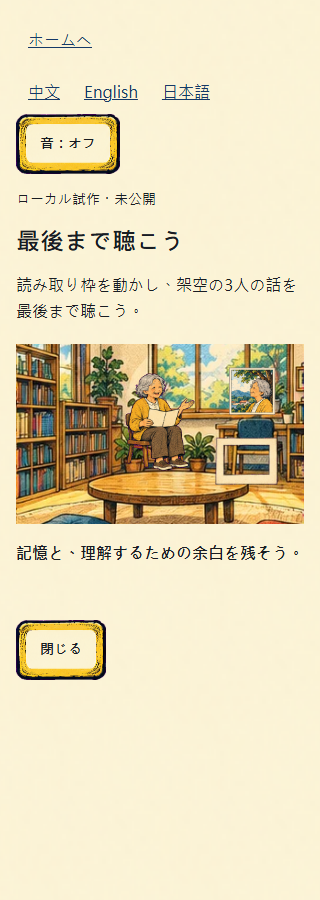 ホームへ
中文 English 日本語
音：オフ
ローカル試作・未公開
最後まで聴こう
読み取り枠を動かし、架空の3人の話を
最後まで聴こう。
記憶と、理解するための余白を残そう。
閉じる